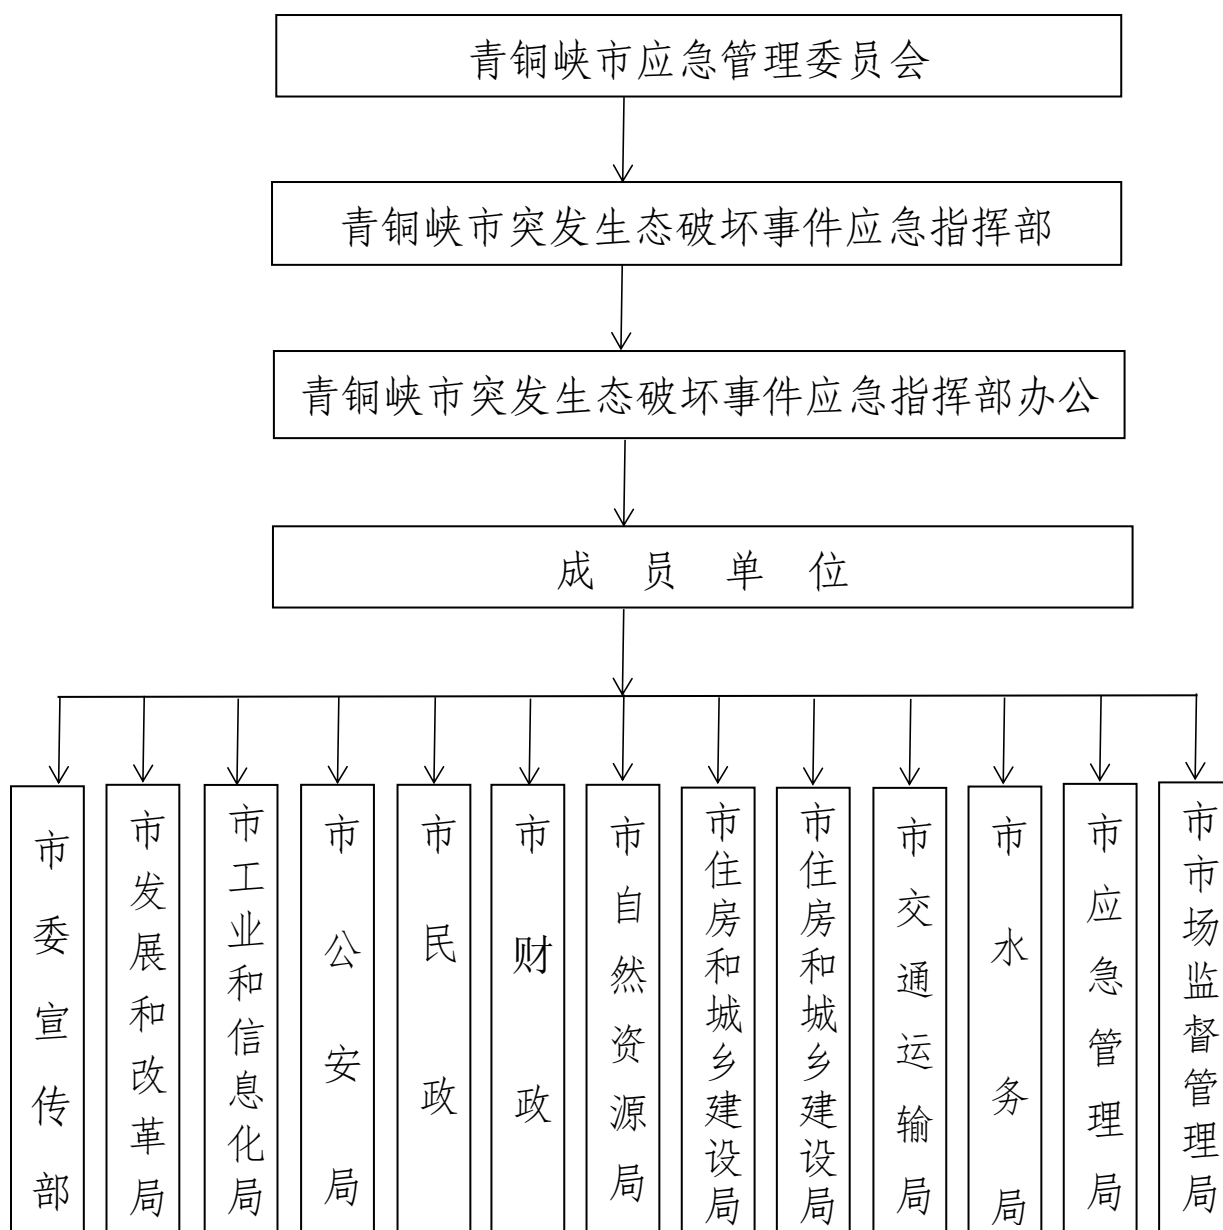 青铜峡市应急管理委员会
青铜峡市突发生态破坏事件应急指挥部
青铜峡市突发生态破坏事件应急指挥部办公
成员单位
市委宣传部
市发展和改革局
市工业和信息化局
市公安局
市民政
市财政
市自然资源局
市住房和城乡建设局
市住房和城乡建设局
市交通运输局
市水务局
市应急管理局
市市场监督管理局